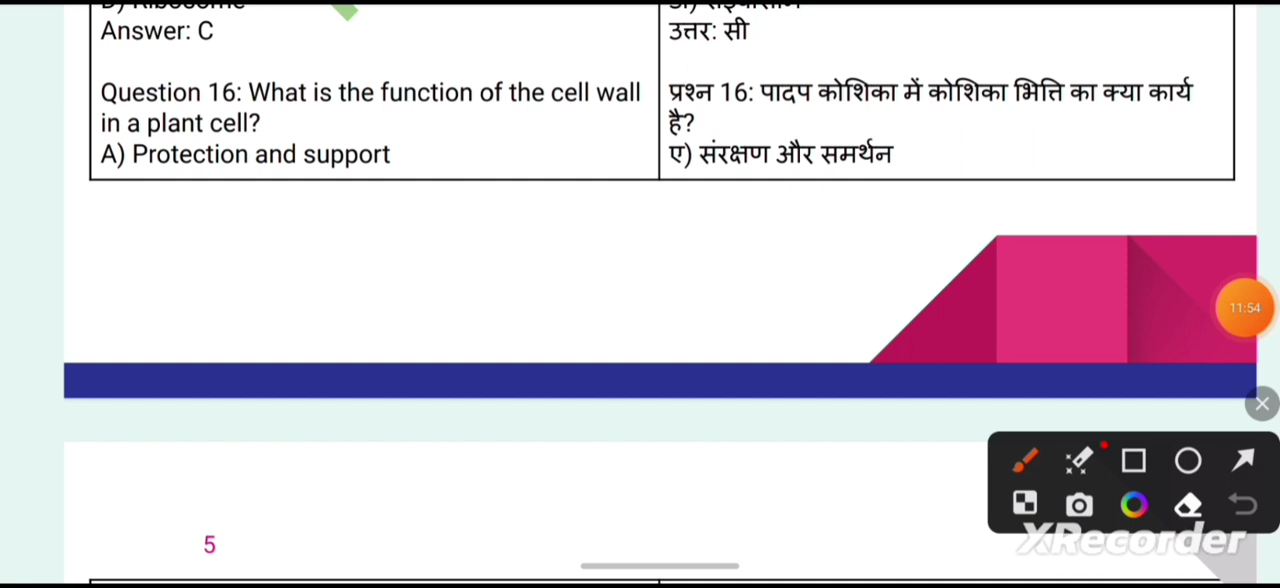 D) Ribosome
Answer: C
Question 16: What is the function of the cell wall
in a plant cell?
A) Protection and support
उत्तर: सी
प्रश्न 16: पादप कोशिका में कोशिका भित्ति का क्या कार्य
है?
ए) संरक्षण और समर्थन
11:54
XRecorder
5